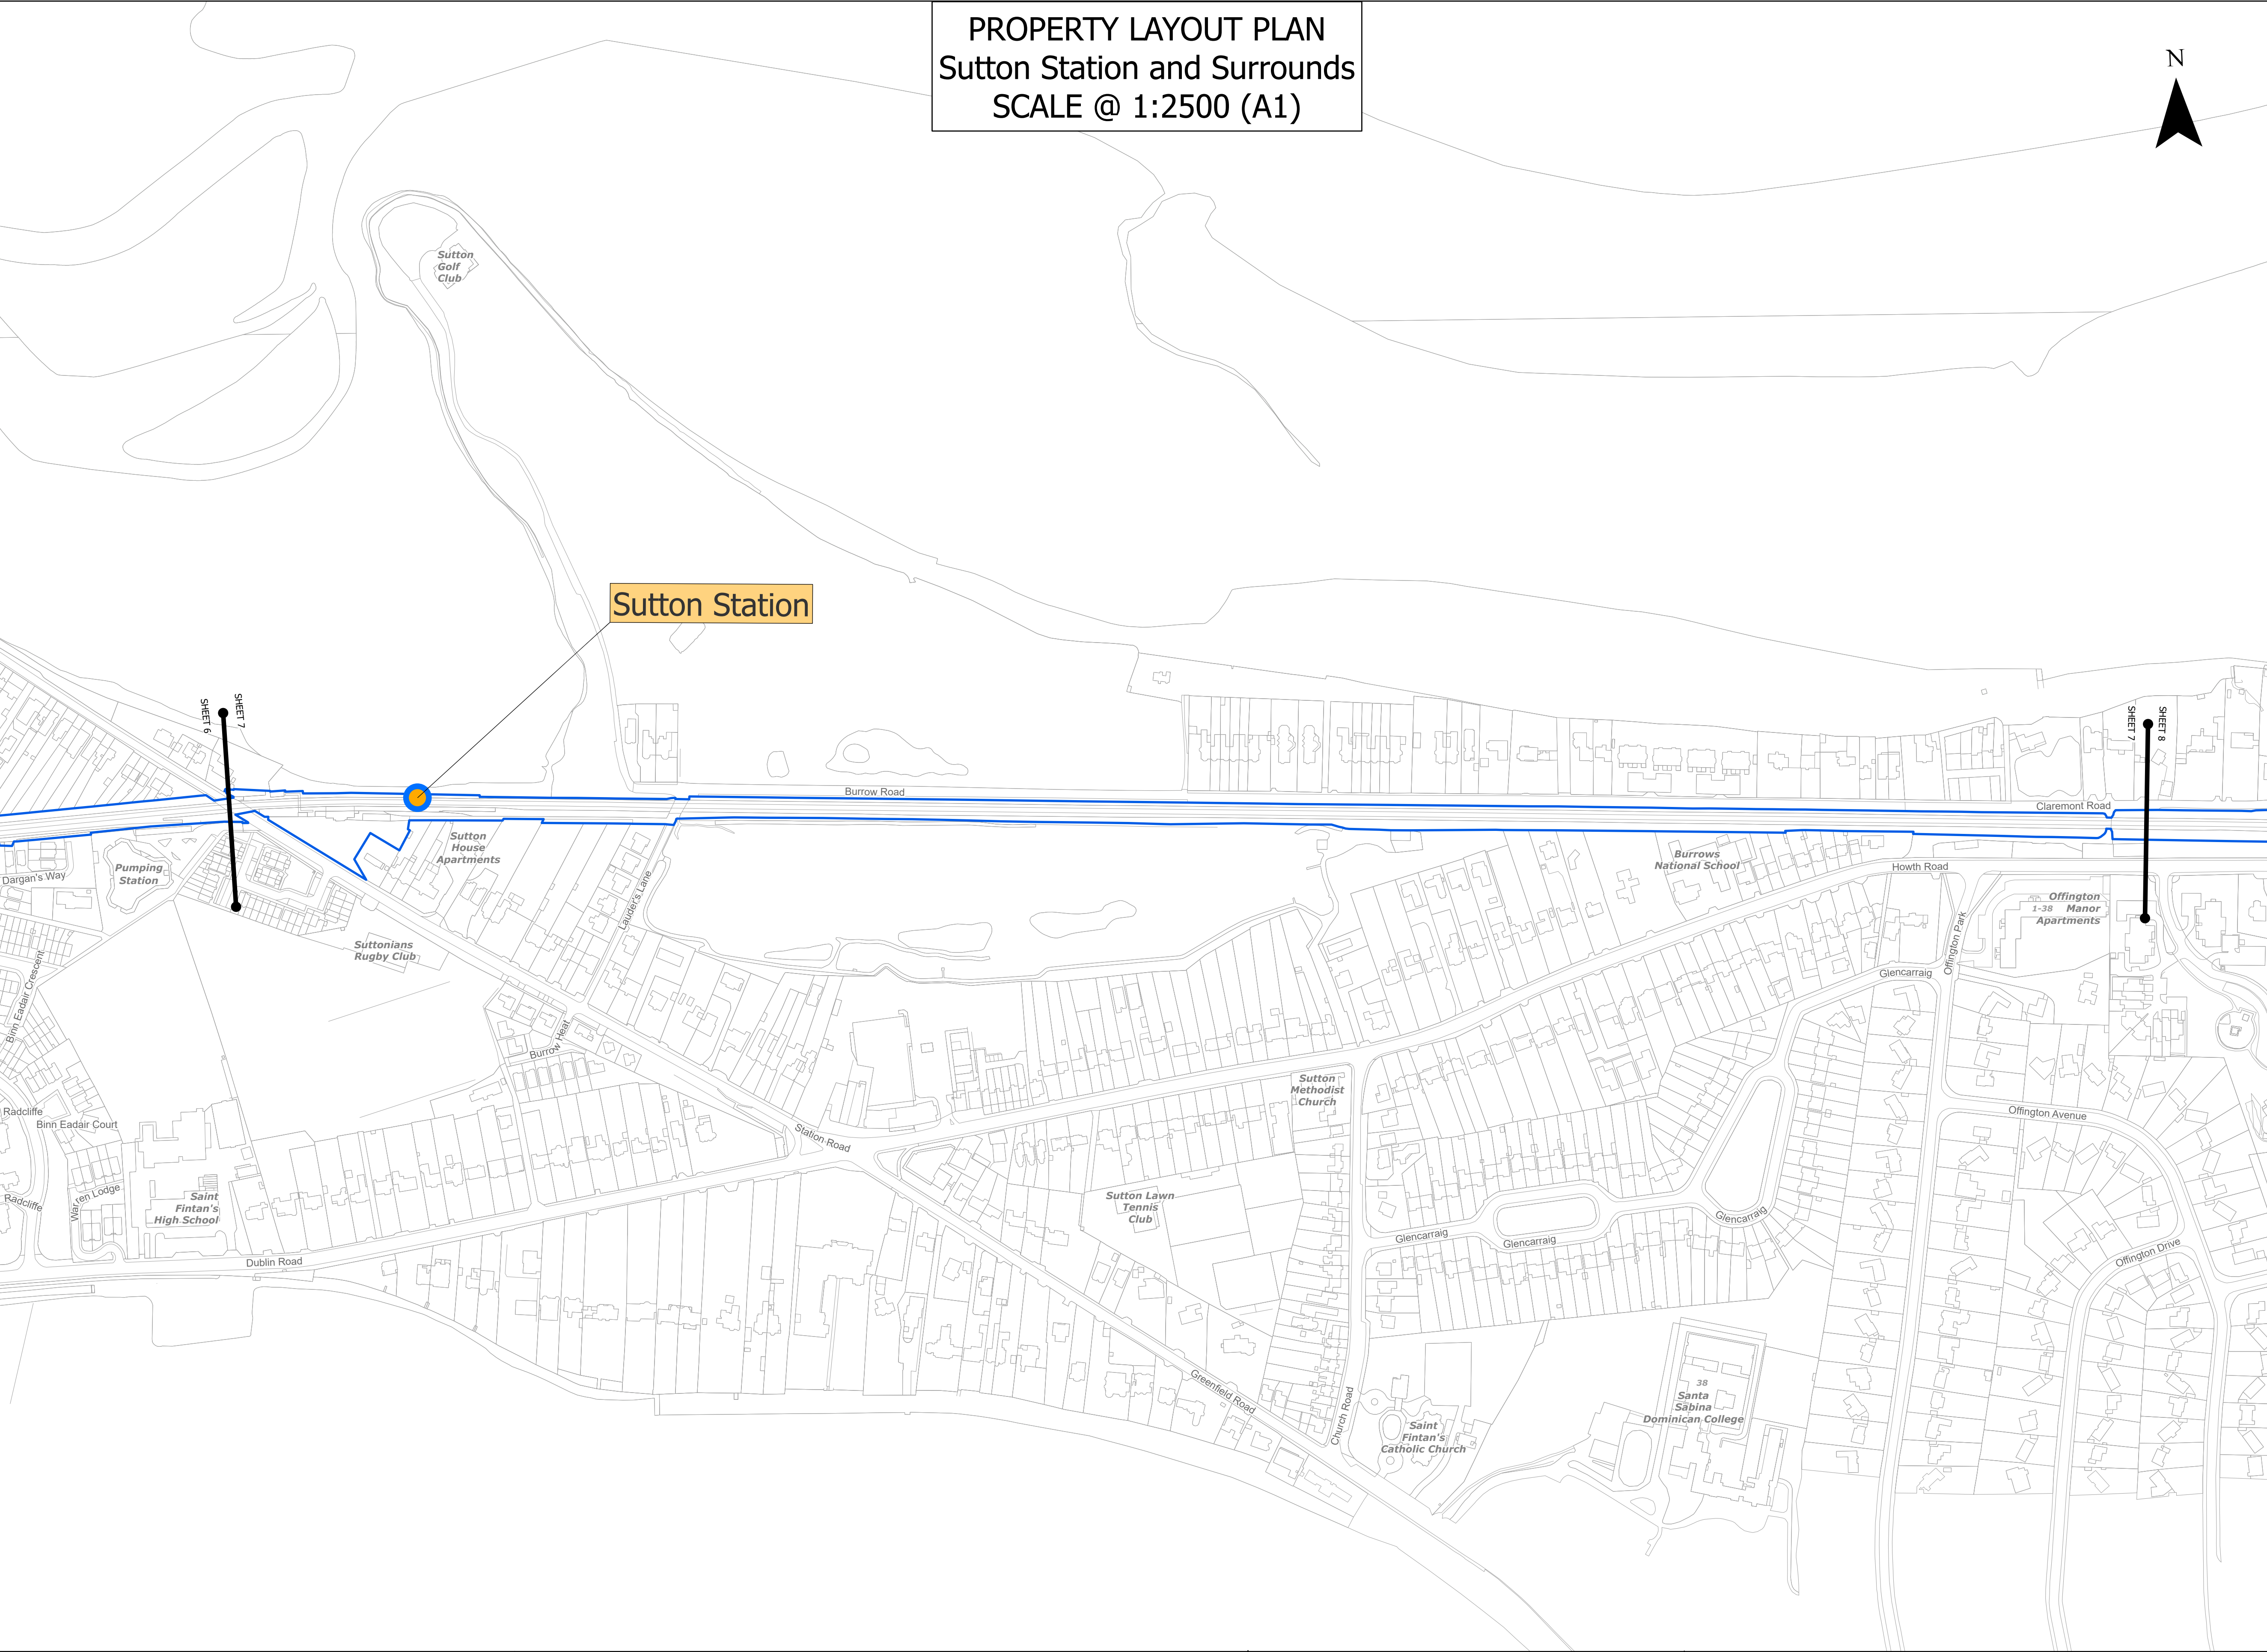 PROPERTY LAYOUT PLAN
Sutton Station and Surrounds
SCALE @ 1:2500 (A1)
N
Sutton
Golf
Club
Sutton Station
SHEET 6
SHEET 7
SHEET 7
SHEET 8
Burrow Road
Claremont Road
Sutton
House
Apartments
Pumping
Station
Dargan's Way
Burrows
National School
Howth Road
Lauder's Lane
Offington
1-38 Manor
Apartments
Offington Park
Suttonians
Rugby Club
Glencarraig
Binn Eadair Crescent
Burrow Heat
Sutton
Methodist
Church
Radcliffe
Binn Eadair Court
Offington Avenue
Station Road
Warren Lodge
Radcliffe
Saint
Fintan's
High School
Sutton Lawn
Tennis
Club
Glencarraig
Glencarraig
Glencarraig
Offington Drive
Dublin Road
Greenfield Road
Church Road
38
Santa
Sabina
Dominican College
Saint
Fintan's
Catholic Church